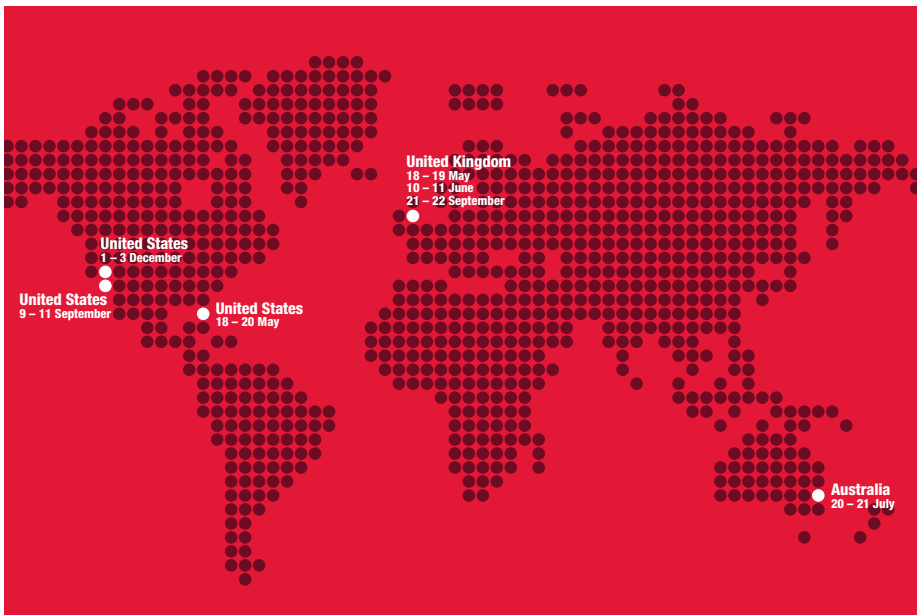 United Kingdom
18 – 19 May
10 – 11 June
21 – 22 September
United States
1 – 3 December
United States
9 – 11 September
United States
18 – 20 May
Australia
20 – 21 July